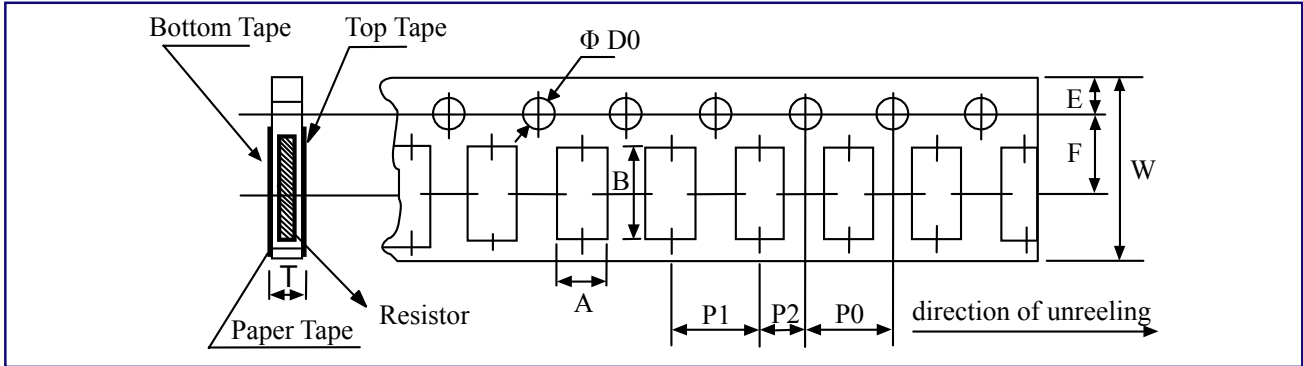 Bottom Tape
Top Tape
Φ D0
E
F
W
B
T
A
P1
P2
P0
direction of unreeling
Resistor
Paper Tape